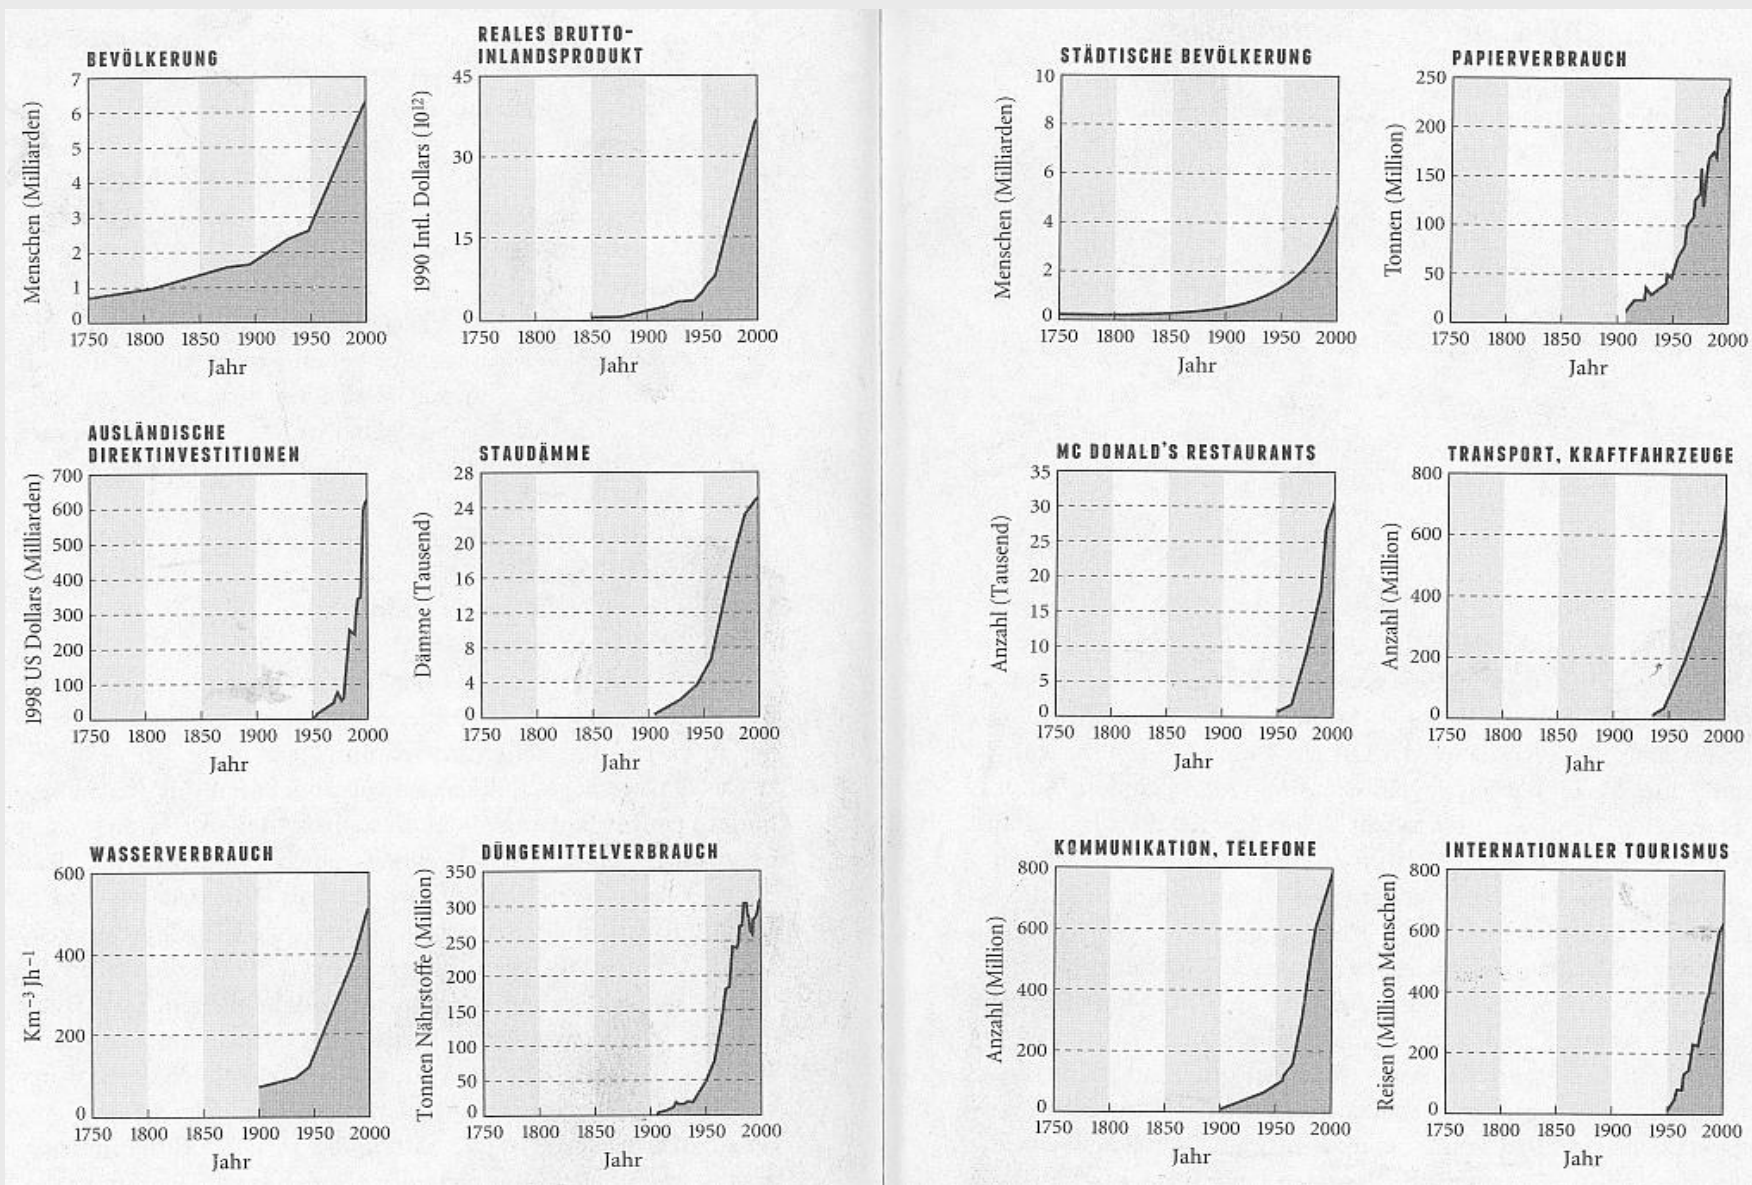 BEVÖLKERUNG
Menschen (Milliarden)
7
6
5
4
3
2
1
0
1750 1800 1850 1900 1950 2000
Jahr
REALES BRUTTO-
INLANDSPRODUKT
1990 Intl. Dollars (10¹²)
45
30
15
0
1750 1800 1850 1900 1950 2000
Jahr
AUSLÄNDISCHE
DIREKTINVESTITIONEN
1998 US Dollars (Milliarden)
700
600
500
400
300
200
100
0
1750 1800 1850 1900 1950 2000
Jahr
STAUDÄMME
Dämme (Tausend)
28
24
20
16
12
8
4
0
1750 1800 1850 1900 1950 2000
Jahr
WASSERVERBRAUCH
Km⁻³ Jh⁻¹
600
400
200
0
1750 1800 1850 1900 1950 2000
Jahr
DÜNGEMITTELVERBRAUCH
Tonnen Nährstoffe (Million)
350
300
250
200
150
100
50
0
1750 1800 1850 1900 1950 2000
Jahr
STÄDTISCHE BEVÖLKERUNG
Menschen (Milliarden)
10
8
6
4
2
0
1750 1800 1850 1900 1950 2000
Jahr
PAPIERVERBRAUCH
Tonnen (Million)
250
200
150
100
50
0
1750 1800 1850 1900 1950 2000
Jahr
MC DONALD'S RESTAURANTS
Anzahl (Tausend)
35
30
25
20
15
10
5
0
1750 1800 1850 1900 1950 2000
Jahr
TRANSPORT, KRAFTFAHRZEUGE
Anzahl (Million)
800
600
400
200
0
1750 1800 1850 1900 1950 2000
Jahr
KOMMUNIKATION, TELEFONE
Anzahl (Million)
800
600
400
200
0
1750 1800 1850 1900 1950 2000
Jahr
INTERNATIONALER TOURISMUS
Reisen (Million Menschen)
800
600
400
200
0
1750 1800 1850 1900 1950 2000
Jahr